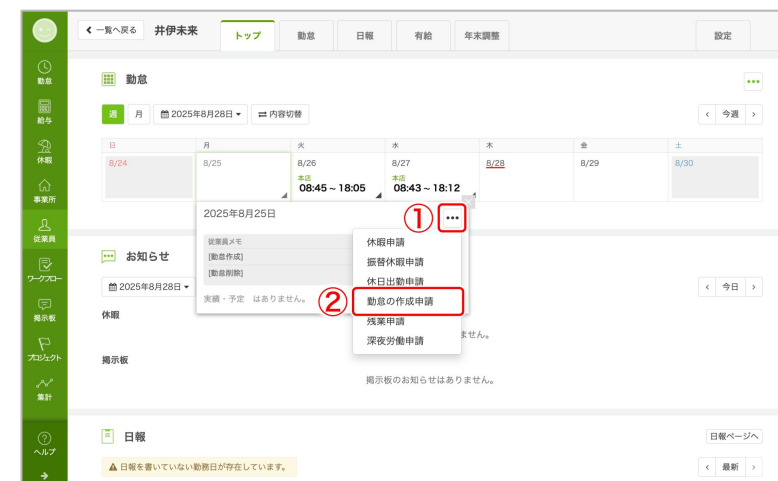 一覧へ戻る 井伊未来 トップ 勤怠 日報 有給 年末調整 設定
勤怠
給与
休暇
事業所
従業員
ワークフロー
掲示板
プロジェクト
集計
ヘルプ
勤怠
週 月 2025年8月28日 内容切替 今週
日 月 火 水 木 金 土
8/24 8/25 8/26 8/27 8/28 8/29 8/30
本店 本店
08:45 ~ 18:05 08:43 ~ 18:12
2025年8月25日 ①
従業員メモ
[勤怠作成]
[勤怠削除]
実績・予定 はありません。
休暇申請
振替休暇申請
休日出勤申請
② 勤怠の作成申請
残業申請
深夜労働申請
お知らせ
2025年8月28日 今日
休暇
ません。
掲示板
掲示板のお知らせはありません。
日報 日報ページへ
日報を書いていない勤務日が存在しています。 最新